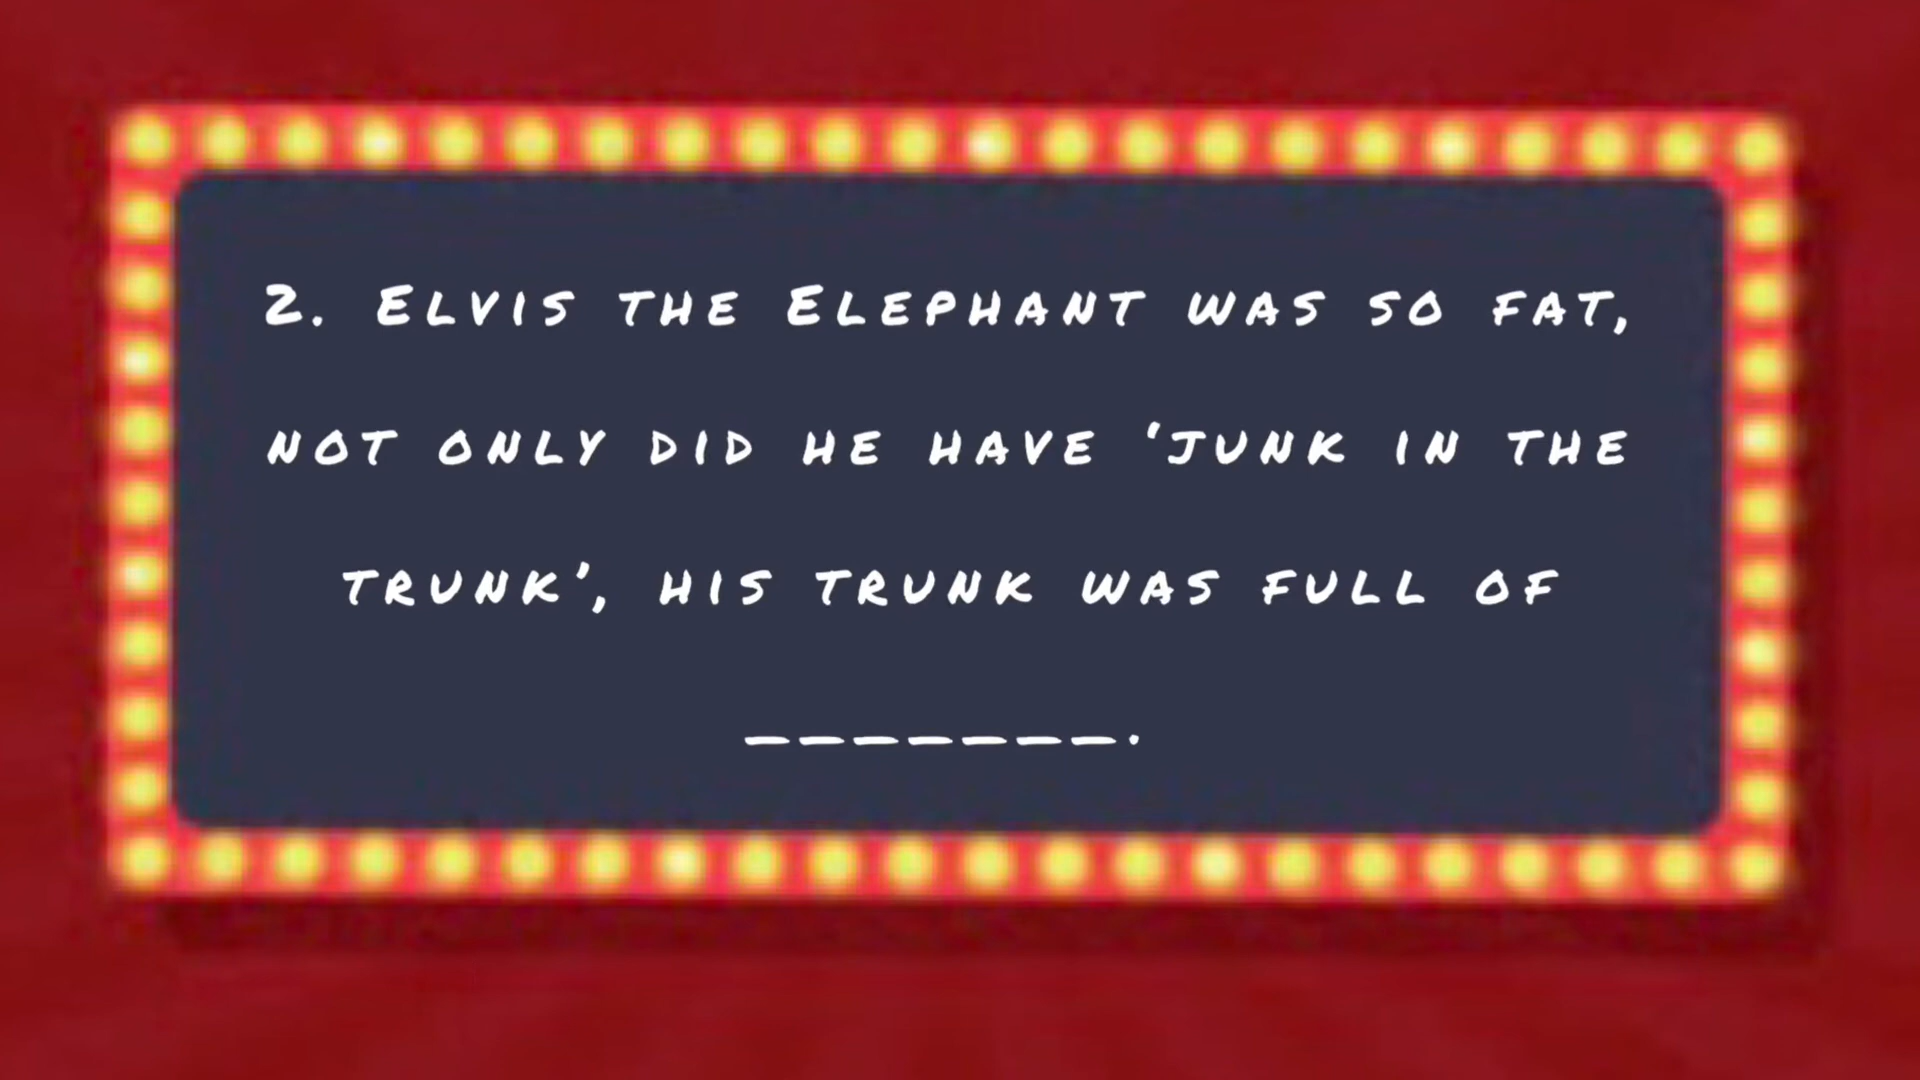 2. Elvis the Elephant was so fat,
not only did he have ‘junk in the
trunk’, his trunk was full of
_______.